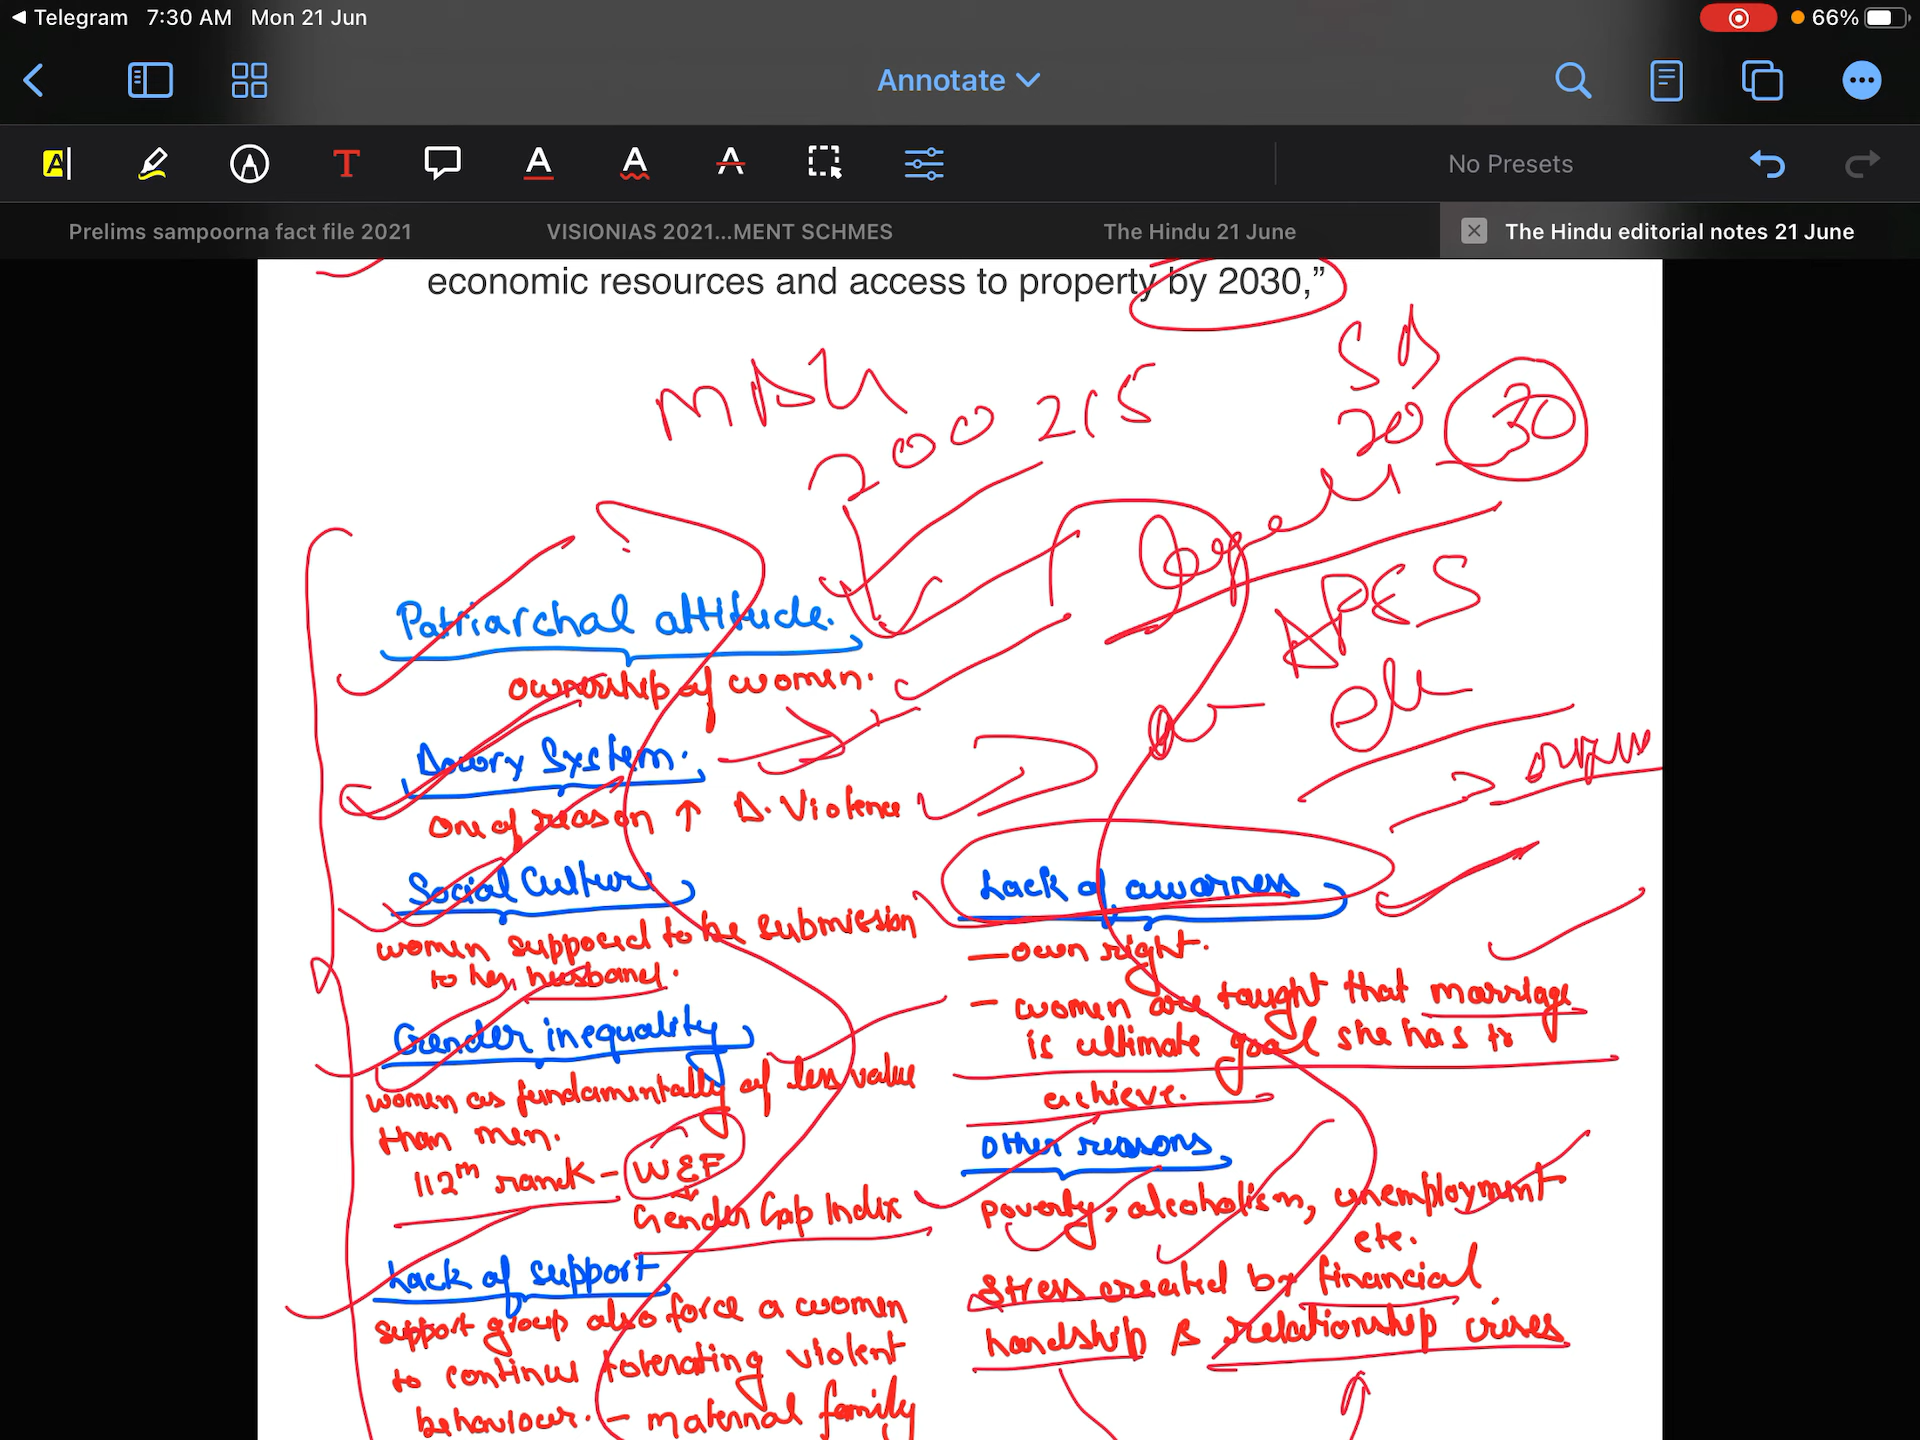 Telegram 7:30 AM Mon 21 Jun
66%
Annotate
No Presets
Prelims sampoorna fact file 2021
VISIONIAS 2021...MENT SCHMES
The Hindu 21 June
The Hindu editorial notes 21 June
economic resources and access to property by 2030,”
2000 2015
30
APES
Patriarchal attitude.
ownership of women.
Dowry System.
One of reason ↑ D. Violence
Social Culture
women supposed to be submission
to her husband.
Gender inequality
women as fundamentally of less value
than men.
112th ranck - WEF
Gender Gap Index
Lack of support
support group also force a women
to continue tolerating violent
behaviour. - maternal family
Lack of awarness
— own right.
- women are taught that marriage
is ultimate goal she has to
achieve.
Other reasons
poverty, alcoholism, unemployment
etc.
Stress created by financial
hardship & relationship crises